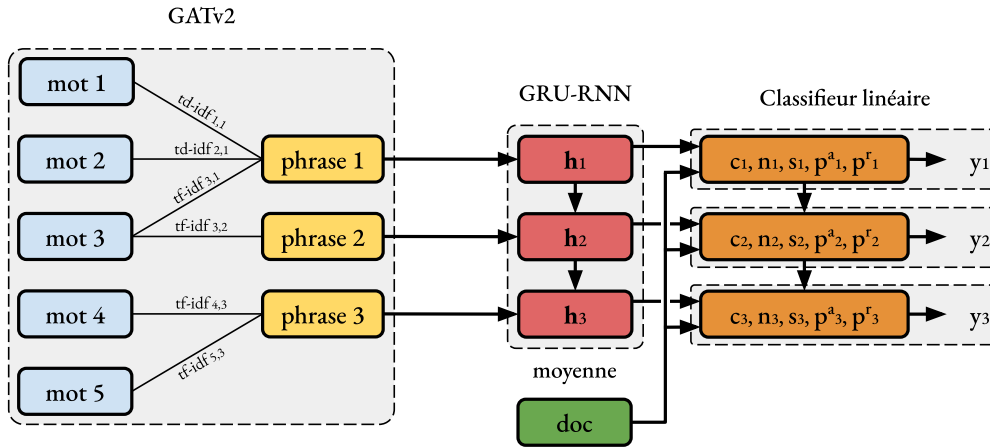 GATv2
mot 1
mot 2
mot 3
mot 4
mot 5
td-idf 1,1
td-idf 2,1
tf-idf 3,1
tf-idf 3,2
tf-idf 4,3
tf-idf 5,3
phrase 1
phrase 2
phrase 3
GRU-RNN
h1
h2
h3
moyenne
doc
Classifieur linéaire
c1, n1, s1, pᵃ1, pʳ1
y1
c2, n2, s2, pᵃ2, pʳ2
y2
c3, n3, s3, pᵃ3, pʳ3
y3